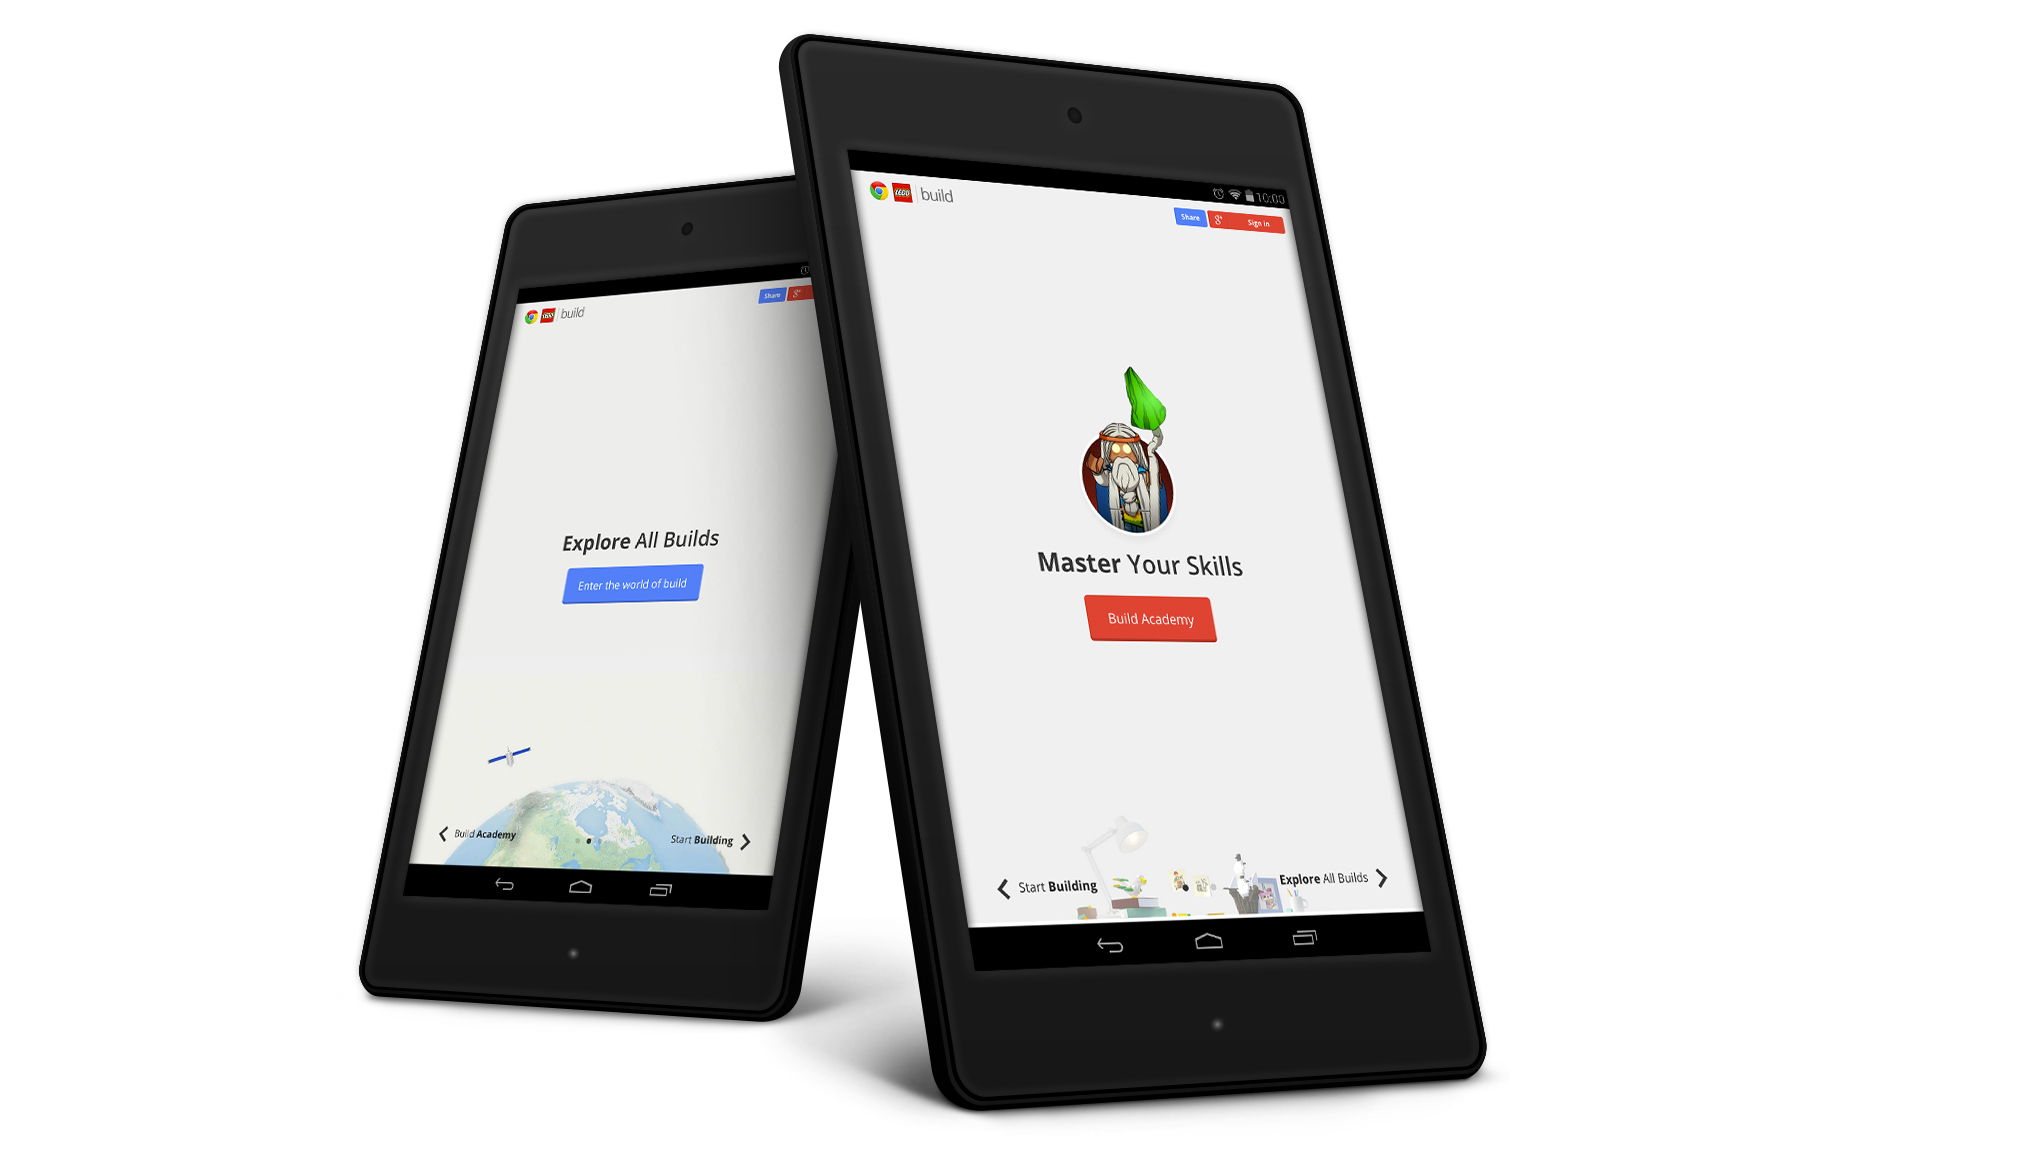 LEGO build
Share g+
Explore All Builds
Enter the world of build
Build Academy
Start Building
LEGO build
10:00
Share g+ Sign in
Master Your Skills
Build Academy
Start Building
Explore All Builds